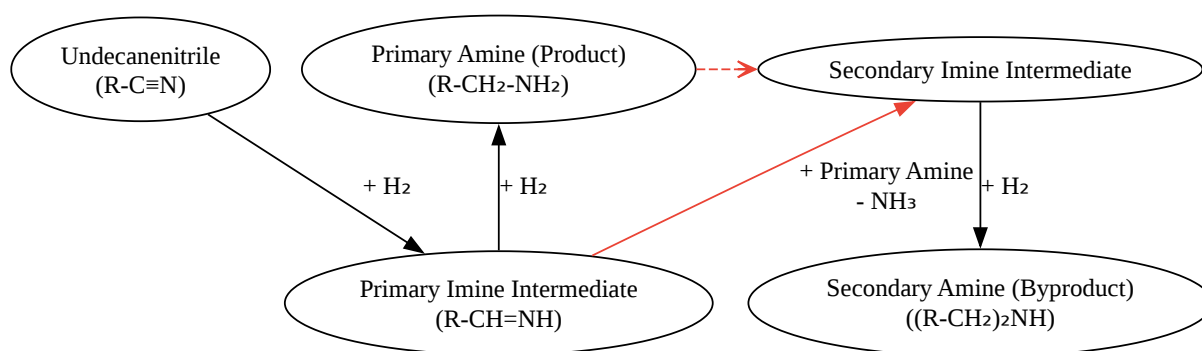 Undecanenitrile
(R-C≡N)
Primary Amine (Product)
(R-CH₂-NH₂)
Secondary Imine Intermediate
+ H₂
+ H₂
+ Primary Amine
- NH₃
+ H₂
Primary Imine Intermediate
(R-CH=NH)
Secondary Amine (Byproduct)
((R-CH₂)₂NH)